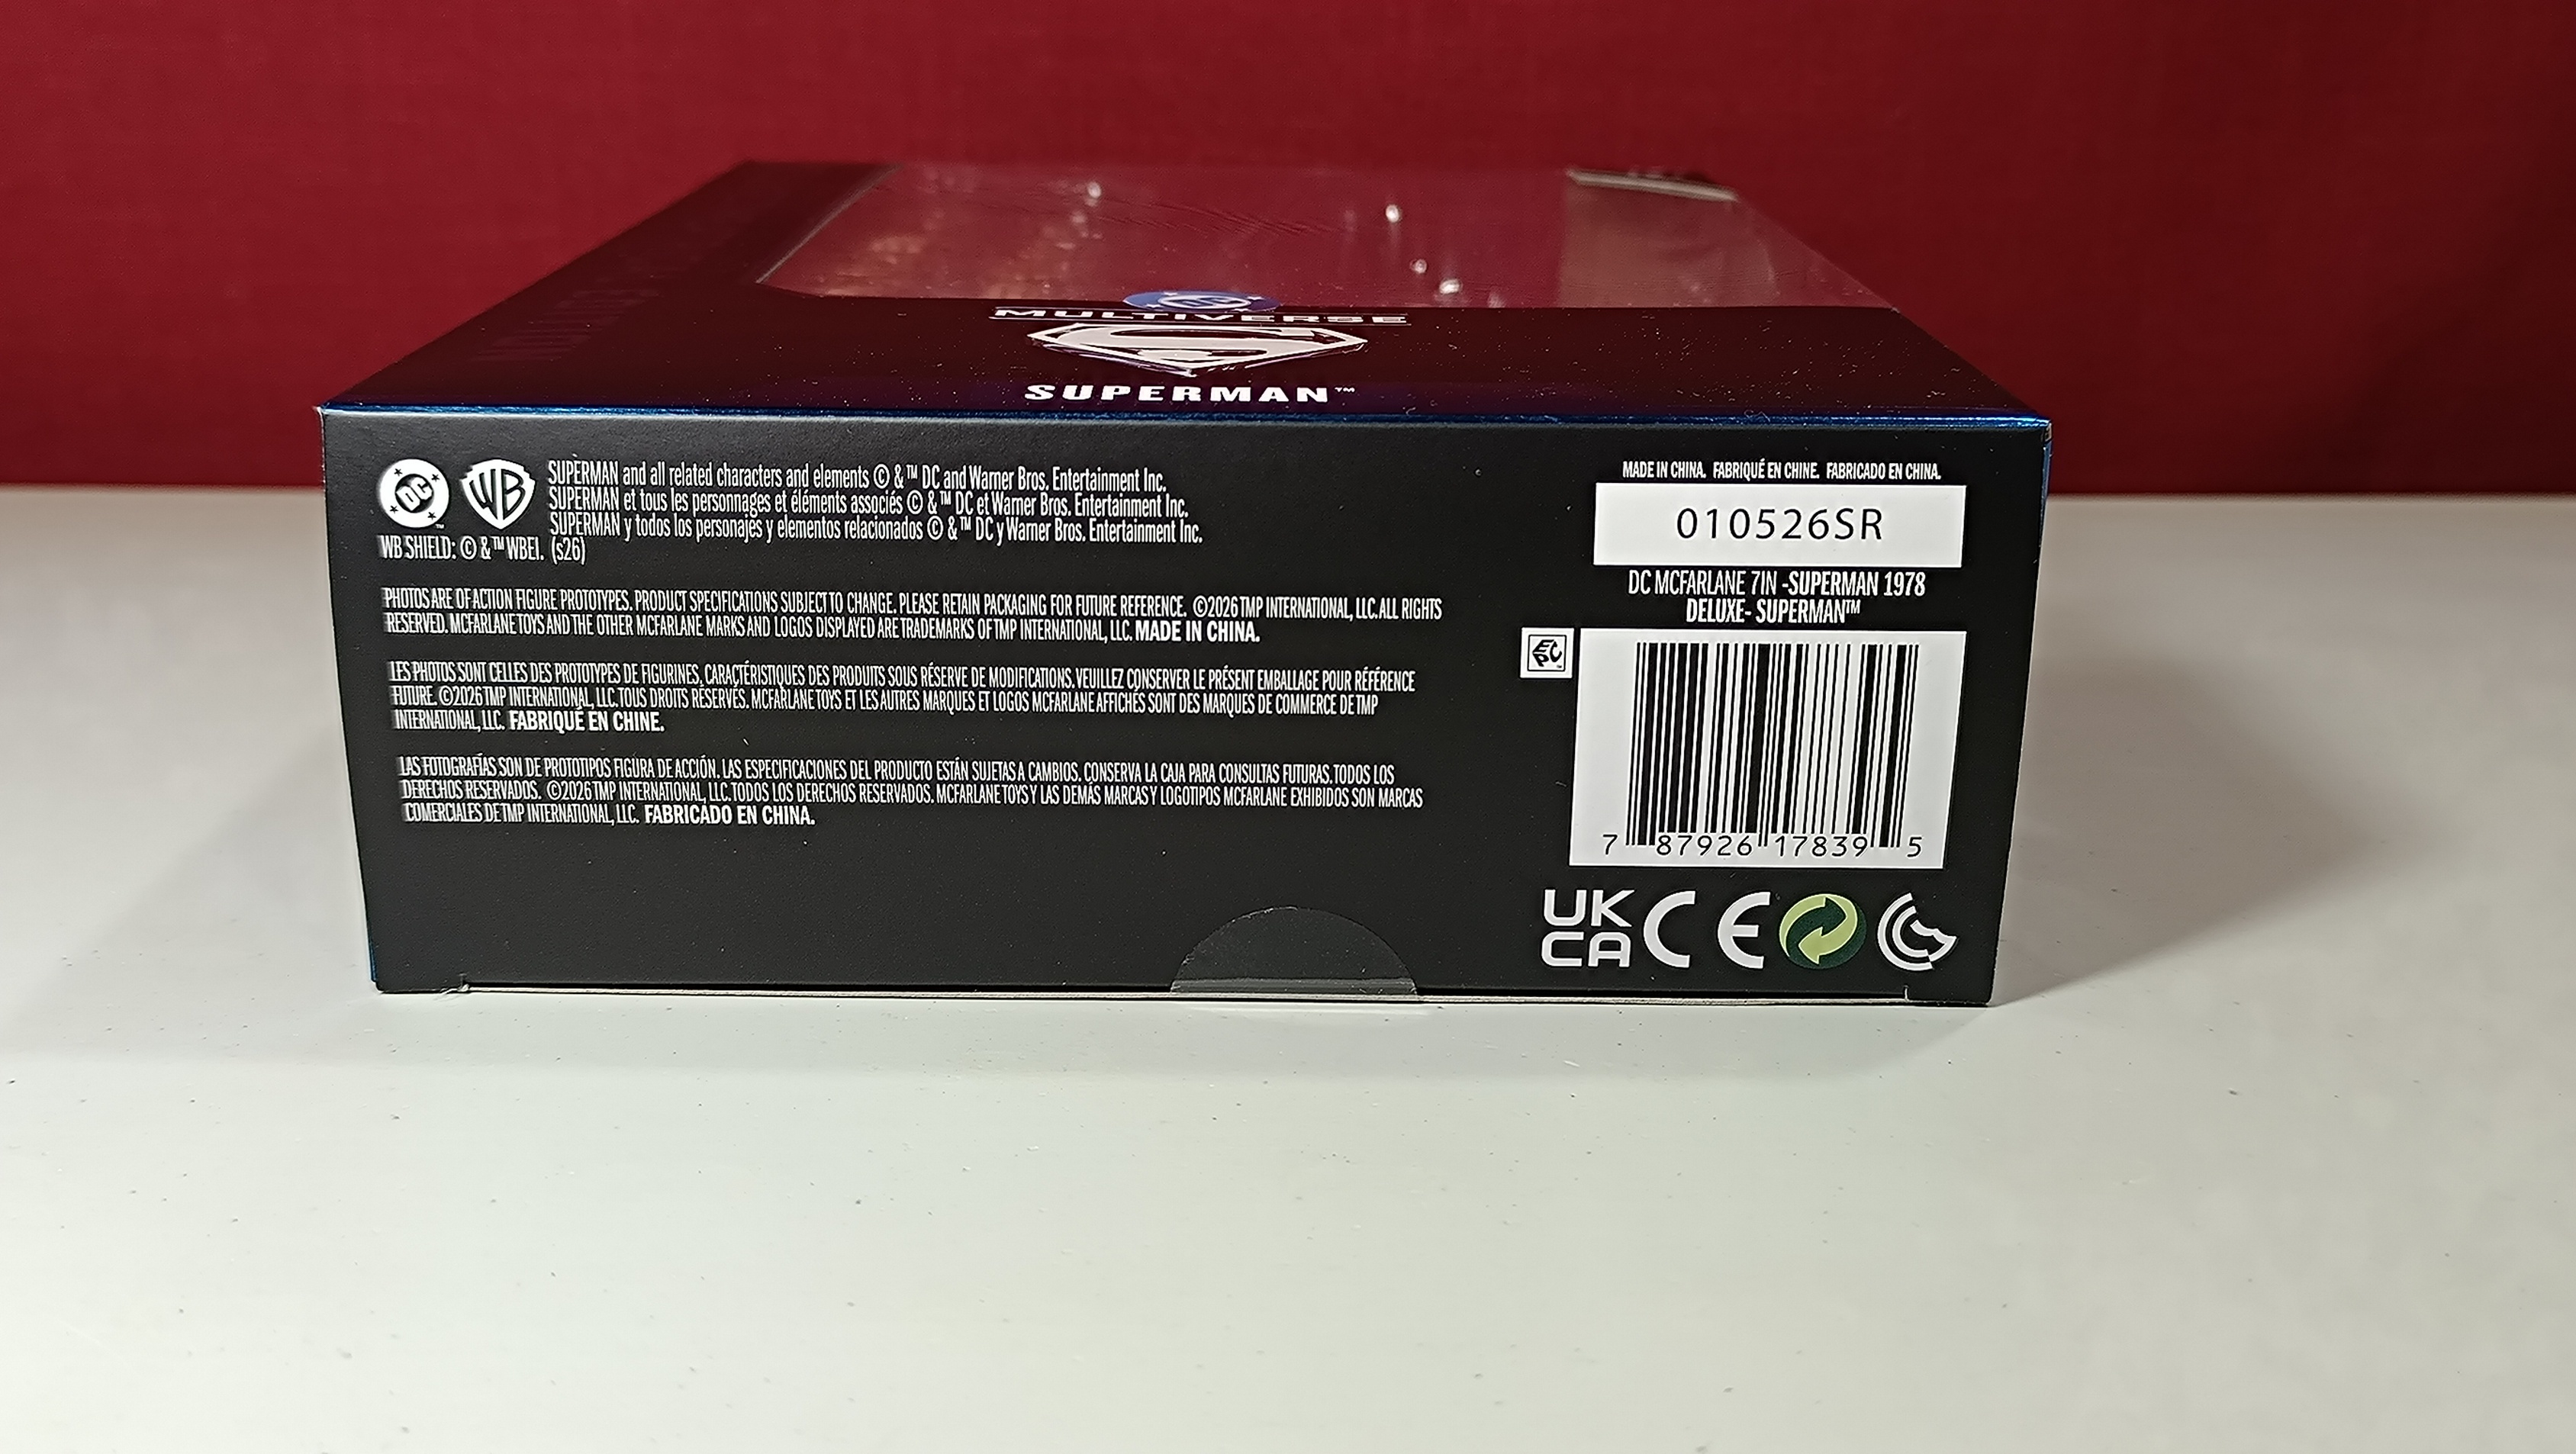 MULTIVERSE
SUPERMAN™
DC
WB
SUPERMAN and all related characters and elements © & ™ DC and Warner Bros. Entertainment Inc.
SUPERMAN et tous les personnages et éléments associés © & ™ DC et Warner Bros. Entertainment Inc.
SUPERMAN y todos los personajes y elementos relacionados © & ™ DC y Warner Bros. Entertainment Inc.
WB SHIELD: © & ™ WBEI. (s26)
PHOTOS ARE OF ACTION FIGURE PROTOTYPES. PRODUCT SPECIFICATIONS SUBJECT TO CHANGE. PLEASE RETAIN PACKAGING FOR FUTURE REFERENCE. ©2026 TMP INTERNATIONAL, LLC. ALL RIGHTS
RESERVED. MCFARLANE TOYS AND THE OTHER MCFARLANE MARKS AND LOGOS DISPLAYED ARE TRADEMARKS OF TMP INTERNATIONAL, LLC. MADE IN CHINA.
LES PHOTOS SONT CELLES DES PROTOTYPES DE FIGURINES, CARACTÉRISTIQUES DES PRODUITS SOUS RÉSERVE DE MODIFICATIONS. VEUILLEZ CONSERVER LE PRÉSENT EMBALLAGE POUR RÉFÉRENCE
FUTURE. ©2026 TMP INTERNATIONAL, LLC. TOUS DROITS RÉSERVÉS. MCFARLANE TOYS ET LES AUTRES MARQUES ET LOGOS MCFARLANE AFFICHÉS SONT DES MARQUES DE COMMERCE DE TMP
INTERNATIONAL, LLC. FABRIQUÉ EN CHINE.
LAS FOTOGRAFÍAS SON DE PROTOTIPOS FIGURA DE ACCIÓN. LAS ESPECIFICACIONES DEL PRODUCTO ESTÁN SUJETAS A CAMBIOS. CONSERVA LA CAJA PARA CONSULTAS FUTURAS. TODOS LOS
DERECHOS RESERVADOS. ©2026 TMP INTERNATIONAL, LLC. TODOS LOS DERECHOS RESERVADOS. MCFARLANE TOYS Y LAS DEMÁS MARCAS Y LOGOTIPOS MCFARLANE EXHIBIDOS SON MARCAS
COMERCIALES DE TMP INTERNATIONAL, LLC. FABRICADO EN CHINA.
MADE IN CHINA. FABRIQUÉ EN CHINE. FABRICADO EN CHINA.
010526SR
DC MCFARLANE 7IN -SUPERMAN 1978
DELUXE- SUPERMAN™
EPC
7 87926 17839 5
UK
CA
CE